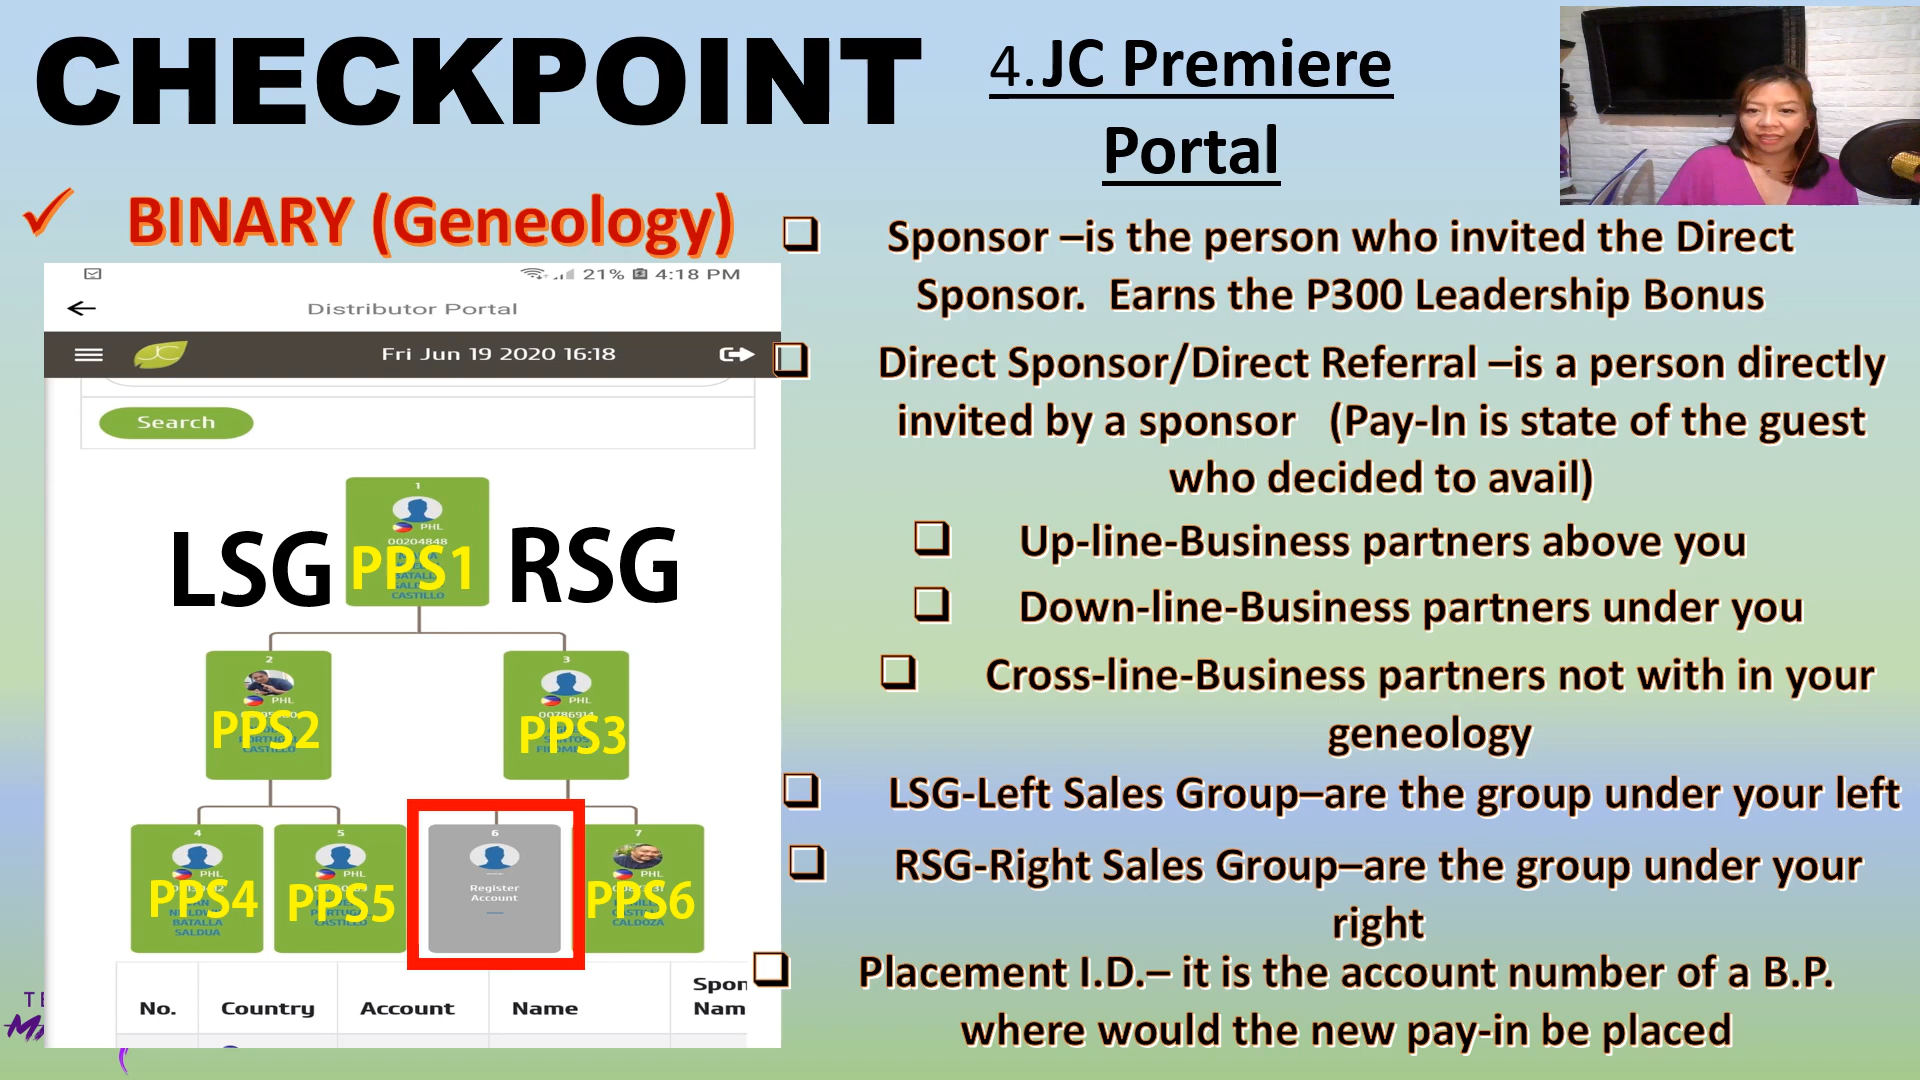 CHECKPOINT
4. JC Premiere
Portal
✓ BINARY (Geneology)
21% 4:18 PM
Distributor Portal
JC
Fri Jun 19 2020 16:18
Search
1
PHL
00204848
LSG
PPS1
RSG
CASTILLO
2
3
PHL
PHL
00786914
PPS2
PPS3
4
5
6
7
PHL
PHL
PHL
Register
Account
PPS4
PPS5
PPS6
BATALLA
SALDUA
CALDOZA
No.
Country
Account
Name
Spon
Nam
❑ Sponsor –is the person who invited the Direct
Sponsor. Earns the P300 Leadership Bonus
❑ Direct Sponsor/Direct Referral –is a person directly
invited by a sponsor (Pay-In is state of the guest
who decided to avail)
❑ Up-line-Business partners above you
❑ Down-line-Business partners under you
❑ Cross-line-Business partners not with in your
geneology
❑ LSG-Left Sales Group–are the group under your left
❑ RSG-Right Sales Group–are the group under your
right
❑ Placement I.D.– it is the account number of a B.P.
where would the new pay-in be placed